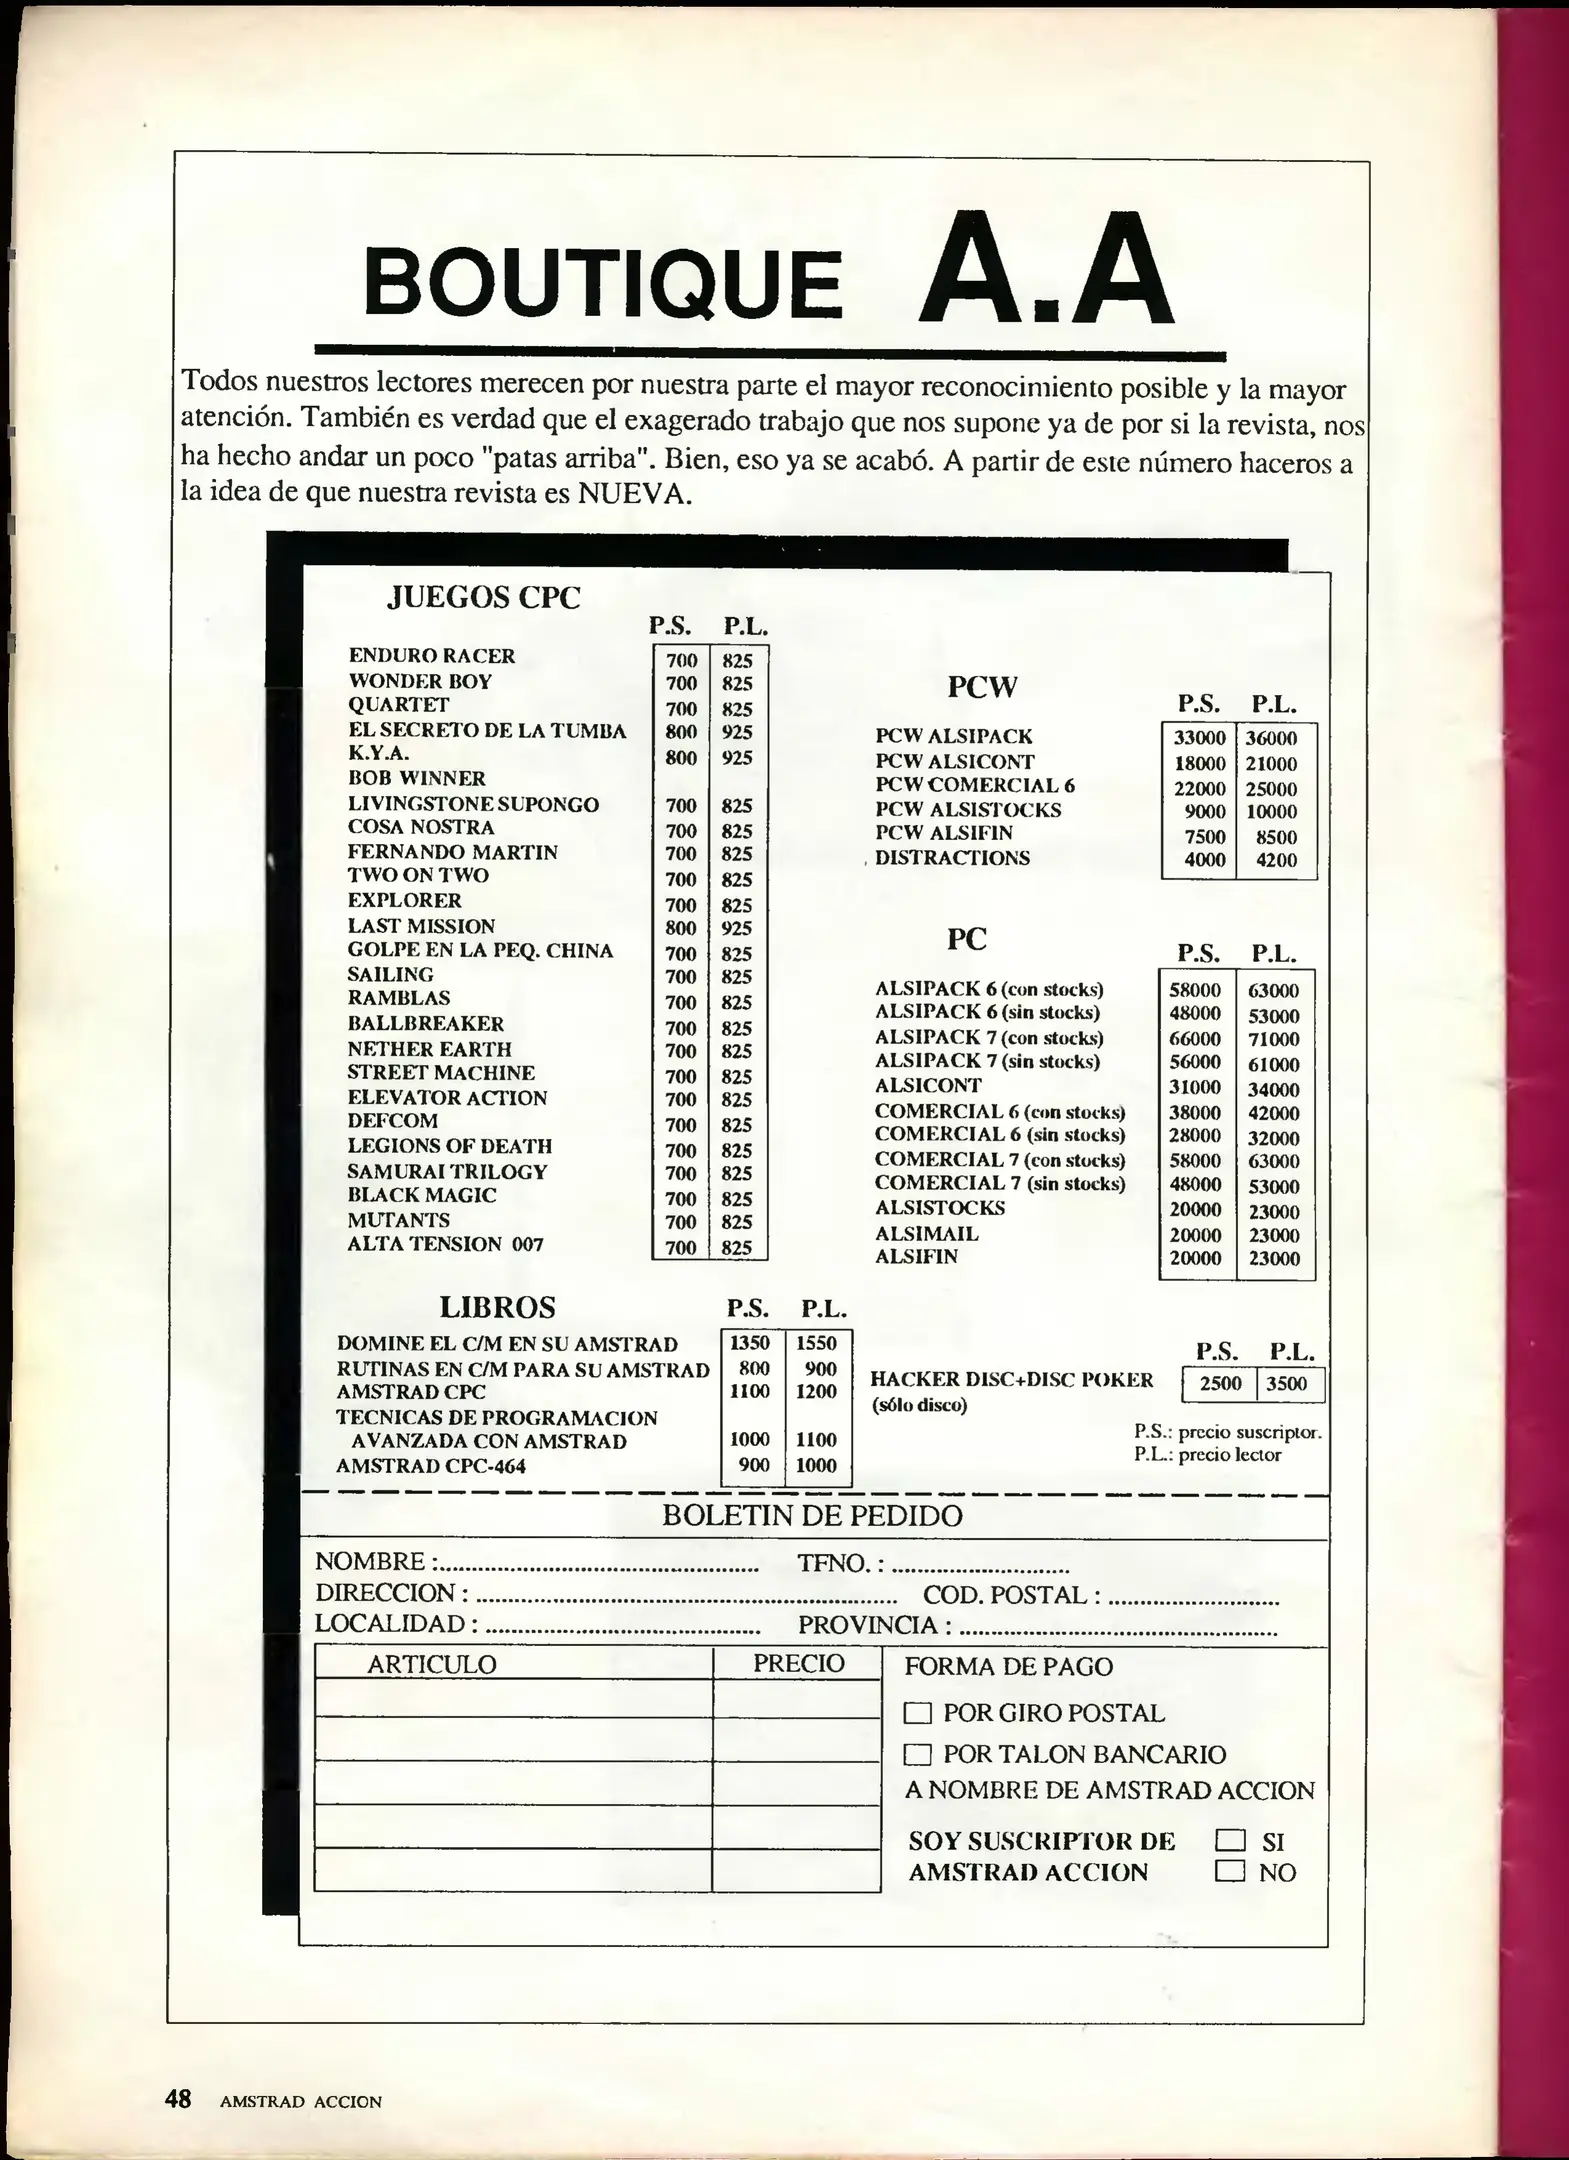 BOUTIQUE A.A
Todos nuestros lectores merecen por nuestra parte el mayor reconocimiento posible y la mayor
atención. También es verdad que el exagerado trabajo que nos supone ya de por si la revista, nos
ha hecho andar un poco "patas arriba". Bien, eso ya se acabó. A partir de este número haceros a
la idea de que nuestra revista es NUEVA.
JUEGOS CPC
P.S. P.L.
ENDURO RACER 700 825
WONDER BOY 700 825
QUARTET 700 825
EL SECRETO DE LA TUMBA 800 925
K.Y.A. 800 925
BOB WINNER
LIVINGSTONE SUPONGO 700 825
COSA NOSTRA 700 825
FERNANDO MARTIN 700 825
TWO ON TWO 700 825
EXPLORER 700 825
LAST MISSION 800 925
GOLPE EN LA PEQ. CHINA 700 825
SAILING 700 825
RAMBLAS 700 825
BALLBREAKER 700 825
NETHER EARTH 700 825
STREET MACHINE 700 825
ELEVATOR ACTION 700 825
DEFCOM 700 825
LEGIONS OF DEATH 700 825
SAMURAI TRILOGY 700 825
BLACK MAGIC 700 825
MUTANTS 700 825
ALTA TENSION 007 700 825
PCW
P.S. P.L.
PCW ALSIPACK 33000 36000
PCW ALSICONT 18000 21000
PCW COMERCIAL 6 22000 25000
PCW ALSISTOCKS 9000 10000
PCW ALSIFIN 7500 8500
DISTRACTIONS 4000 4200
PC
P.S. P.L.
ALSIPACK 6 (con stocks) 58000 63000
ALSIPACK 6 (sin stocks) 48000 53000
ALSIPACK 7 (con stocks) 66000 71000
ALSIPACK 7 (sin stocks) 56000 61000
ALSICONT 31000 34000
COMERCIAL 6 (con stocks) 38000 42000
COMERCIAL 6 (sin stocks) 28000 32000
COMERCIAL 7 (con stocks) 58000 63000
COMERCIAL 7 (sin stocks) 48000 53000
ALSISTOCKS 20000 23000
ALSIMAIL 20000 23000
ALSIFIN 20000 23000
LIBROS P.S. P.L.
DOMINE EL C/M EN SU AMSTRAD 1350 1550
RUTINAS EN C/M PARA SU AMSTRAD 800 900
AMSTRAD CPC 1100 1200
TECNICAS DE PROGRAMACION
AVANZADA CON AMSTRAD 1000 1100
AMSTRAD CPC-464 900 1000
P.S. P.L.
HACKER DISC+DISC POKER 2500 3500
(sólo disco)
P.S.: precio suscriptor.
P.L.: precio lector
BOLETIN DE PEDIDO
NOMBRE :................................................ TFNO. : ...........................
DIRECCION : ............................................................... COD. POSTAL : ..........................
LOCALIDAD : .......................................... PROVINCIA : ................................................
ARTICULO PRECIO
FORMA DE PAGO
POR GIRO POSTAL
POR TALON BANCARIO
A NOMBRE DE AMSTRAD ACCION
SOY SUSCRIPTOR DE SI
AMSTRAD ACCION NO
48 AMSTRAD ACCION